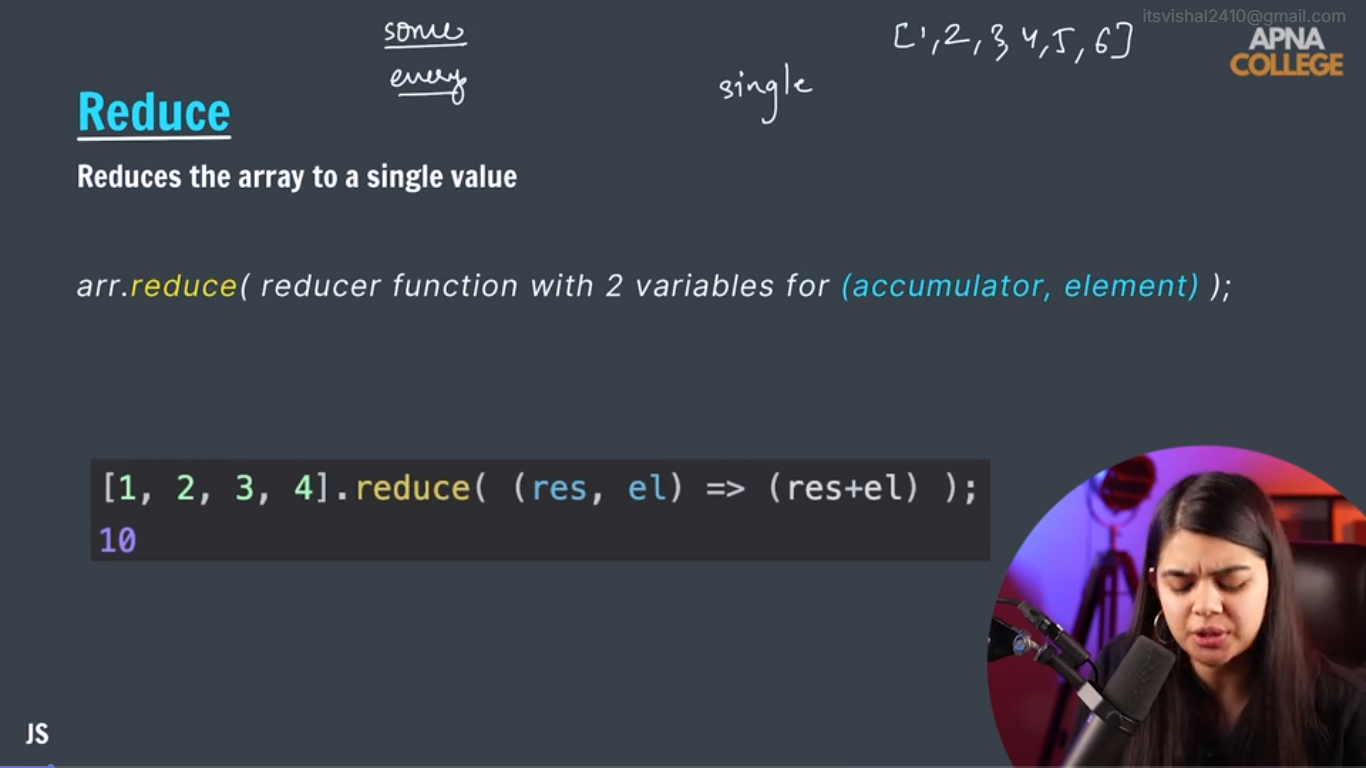 itsvishal2410@gmail.com
some
[1,2,3,4,5,6]
APNA
COLLEGE
every
single
Reduce
Reduces the array to a single value
arr.reduce( reducer function with 2 variables for (accumulator, element) );
[1, 2, 3, 4].reduce( (res, el) => (res+el) );
10
JS